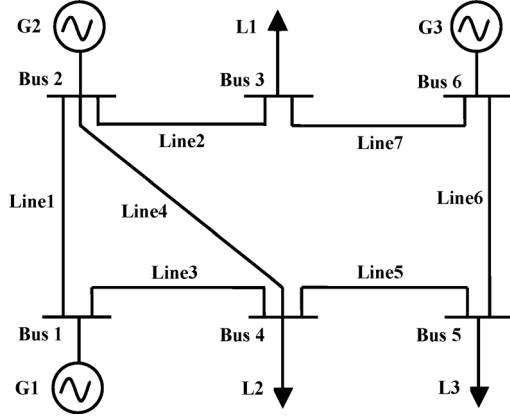 G2
L1
G3
Bus 2
Bus 3
Bus 6
Line2
Line7
Line1
Line4
Line6
Line3
Line5
Bus 1
Bus 4
Bus 5
G1
L2
L3